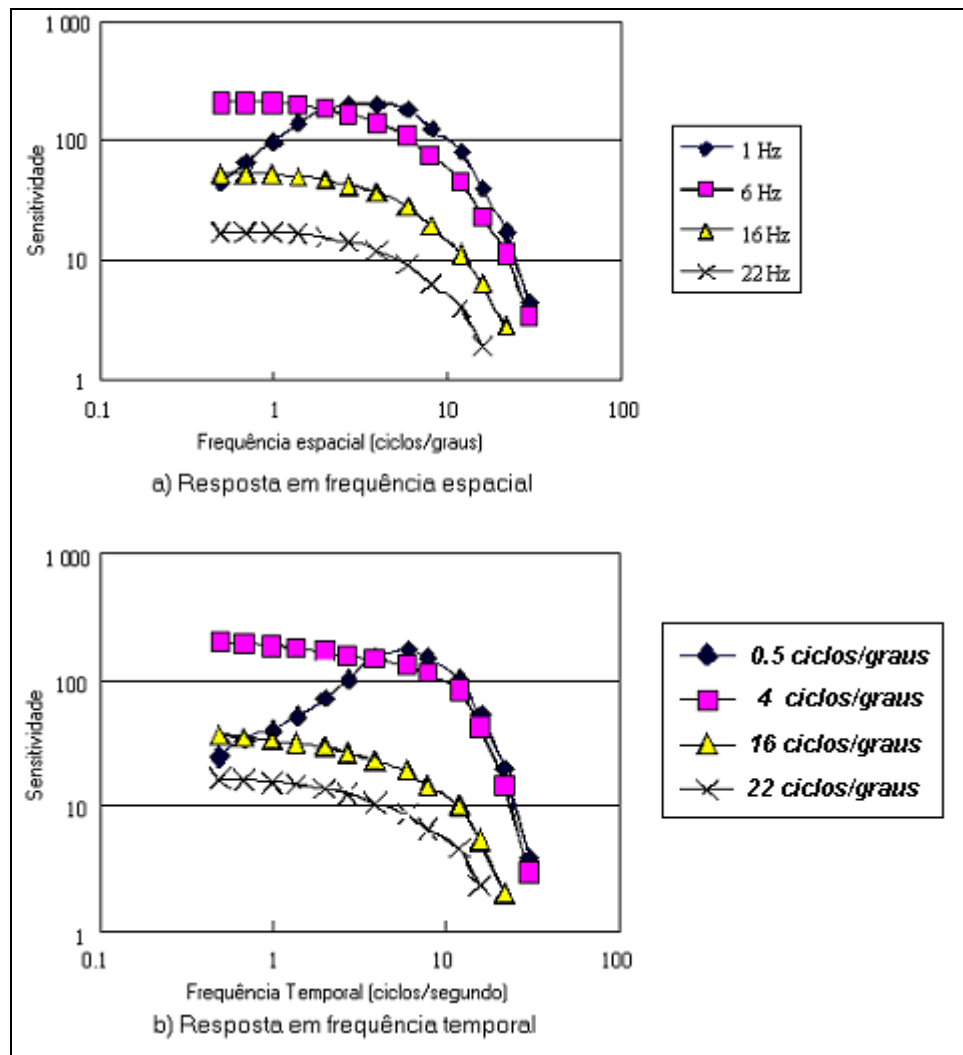 1 000
100
10
1
Sensitividade
0.1 1 10 100
Frequência espacial (ciclos/graus)
a) Resposta em frequência espacial
1 Hz
6 Hz
16 Hz
22 Hz
1 000
100
10
1
Sensitividade
0.1 1 10 100
Frequência Temporal (ciclos/segundo)
b) Resposta em frequência temporal
0.5 ciclos/graus
4 ciclos/graus
16 ciclos/graus
22 ciclos/graus